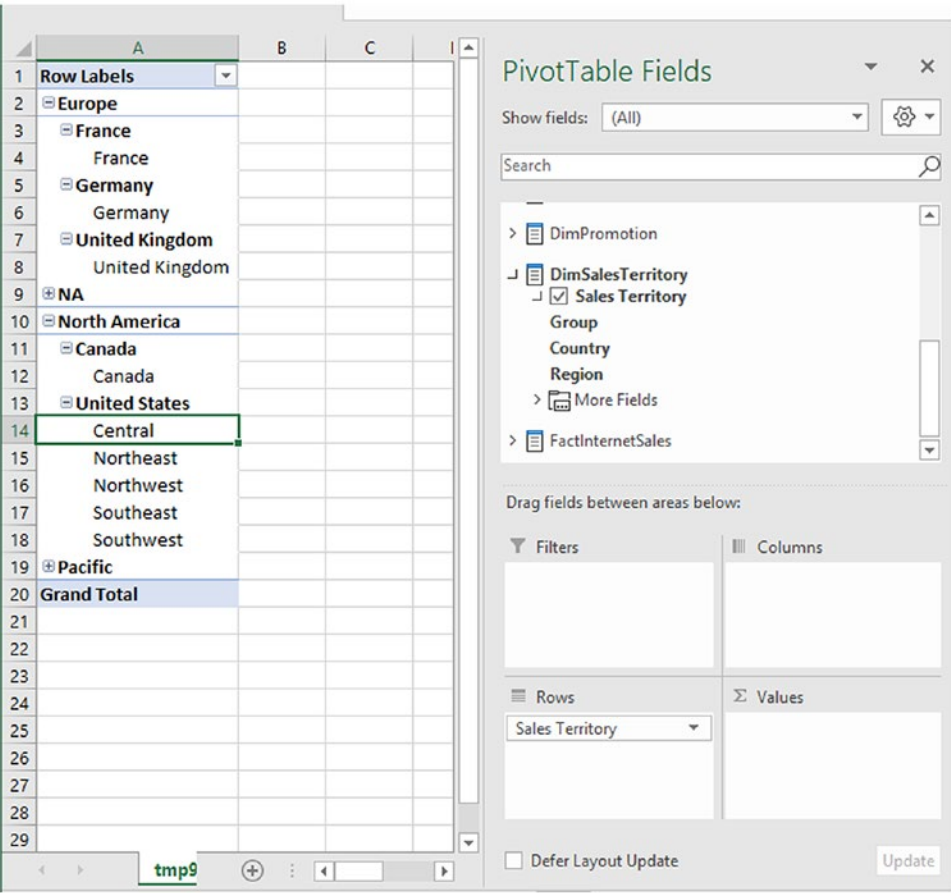 A B C
1 Row Labels
2 Europe
3 France
4 France
5 Germany
6 Germany
7 United Kingdom
8 United Kingdom
9 NA
10 North America
11 Canada
12 Canada
13 United States
14 Central
15 Northeast
16 Northwest
17 Southeast
18 Southwest
19 Pacific
20 Grand Total
21
22
23
24
25
26
27
28
29
tmp9
PivotTable Fields
Show fields: (All)
Search
DimPromotion
DimSalesTerritory
Sales Territory
Group
Country
Region
More Fields
FactInternetSales
Drag fields between areas below:
Filters
Columns
Rows
Σ Values
Sales Territory
Defer Layout Update
Update